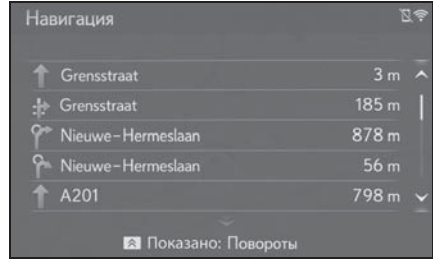 Навигация
Grensstraat 3 m
Grensstraat 185 m
Nieuwe-Hermeslaan 878 m
Nieuwe-Hermeslaan 56 m
A201 798 m
Показано: Повороты